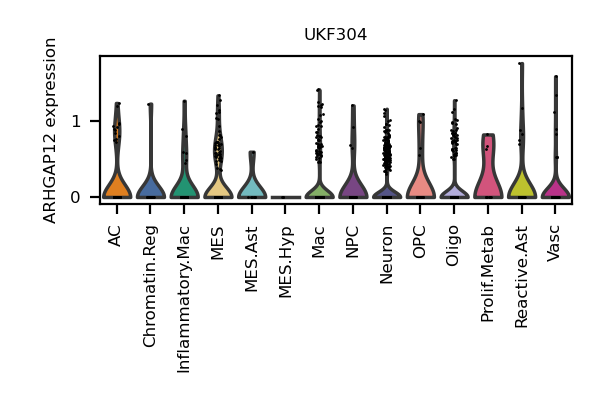 UKF304
ARHGAP12 expression
1
0
AC
Chromatin.Reg
Inflammatory.Mac
MES
MES.Ast
MES.Hyp
Mac
NPC
Neuron
OPC
Oligo
Prolif.Metab
Reactive.Ast
Vasc